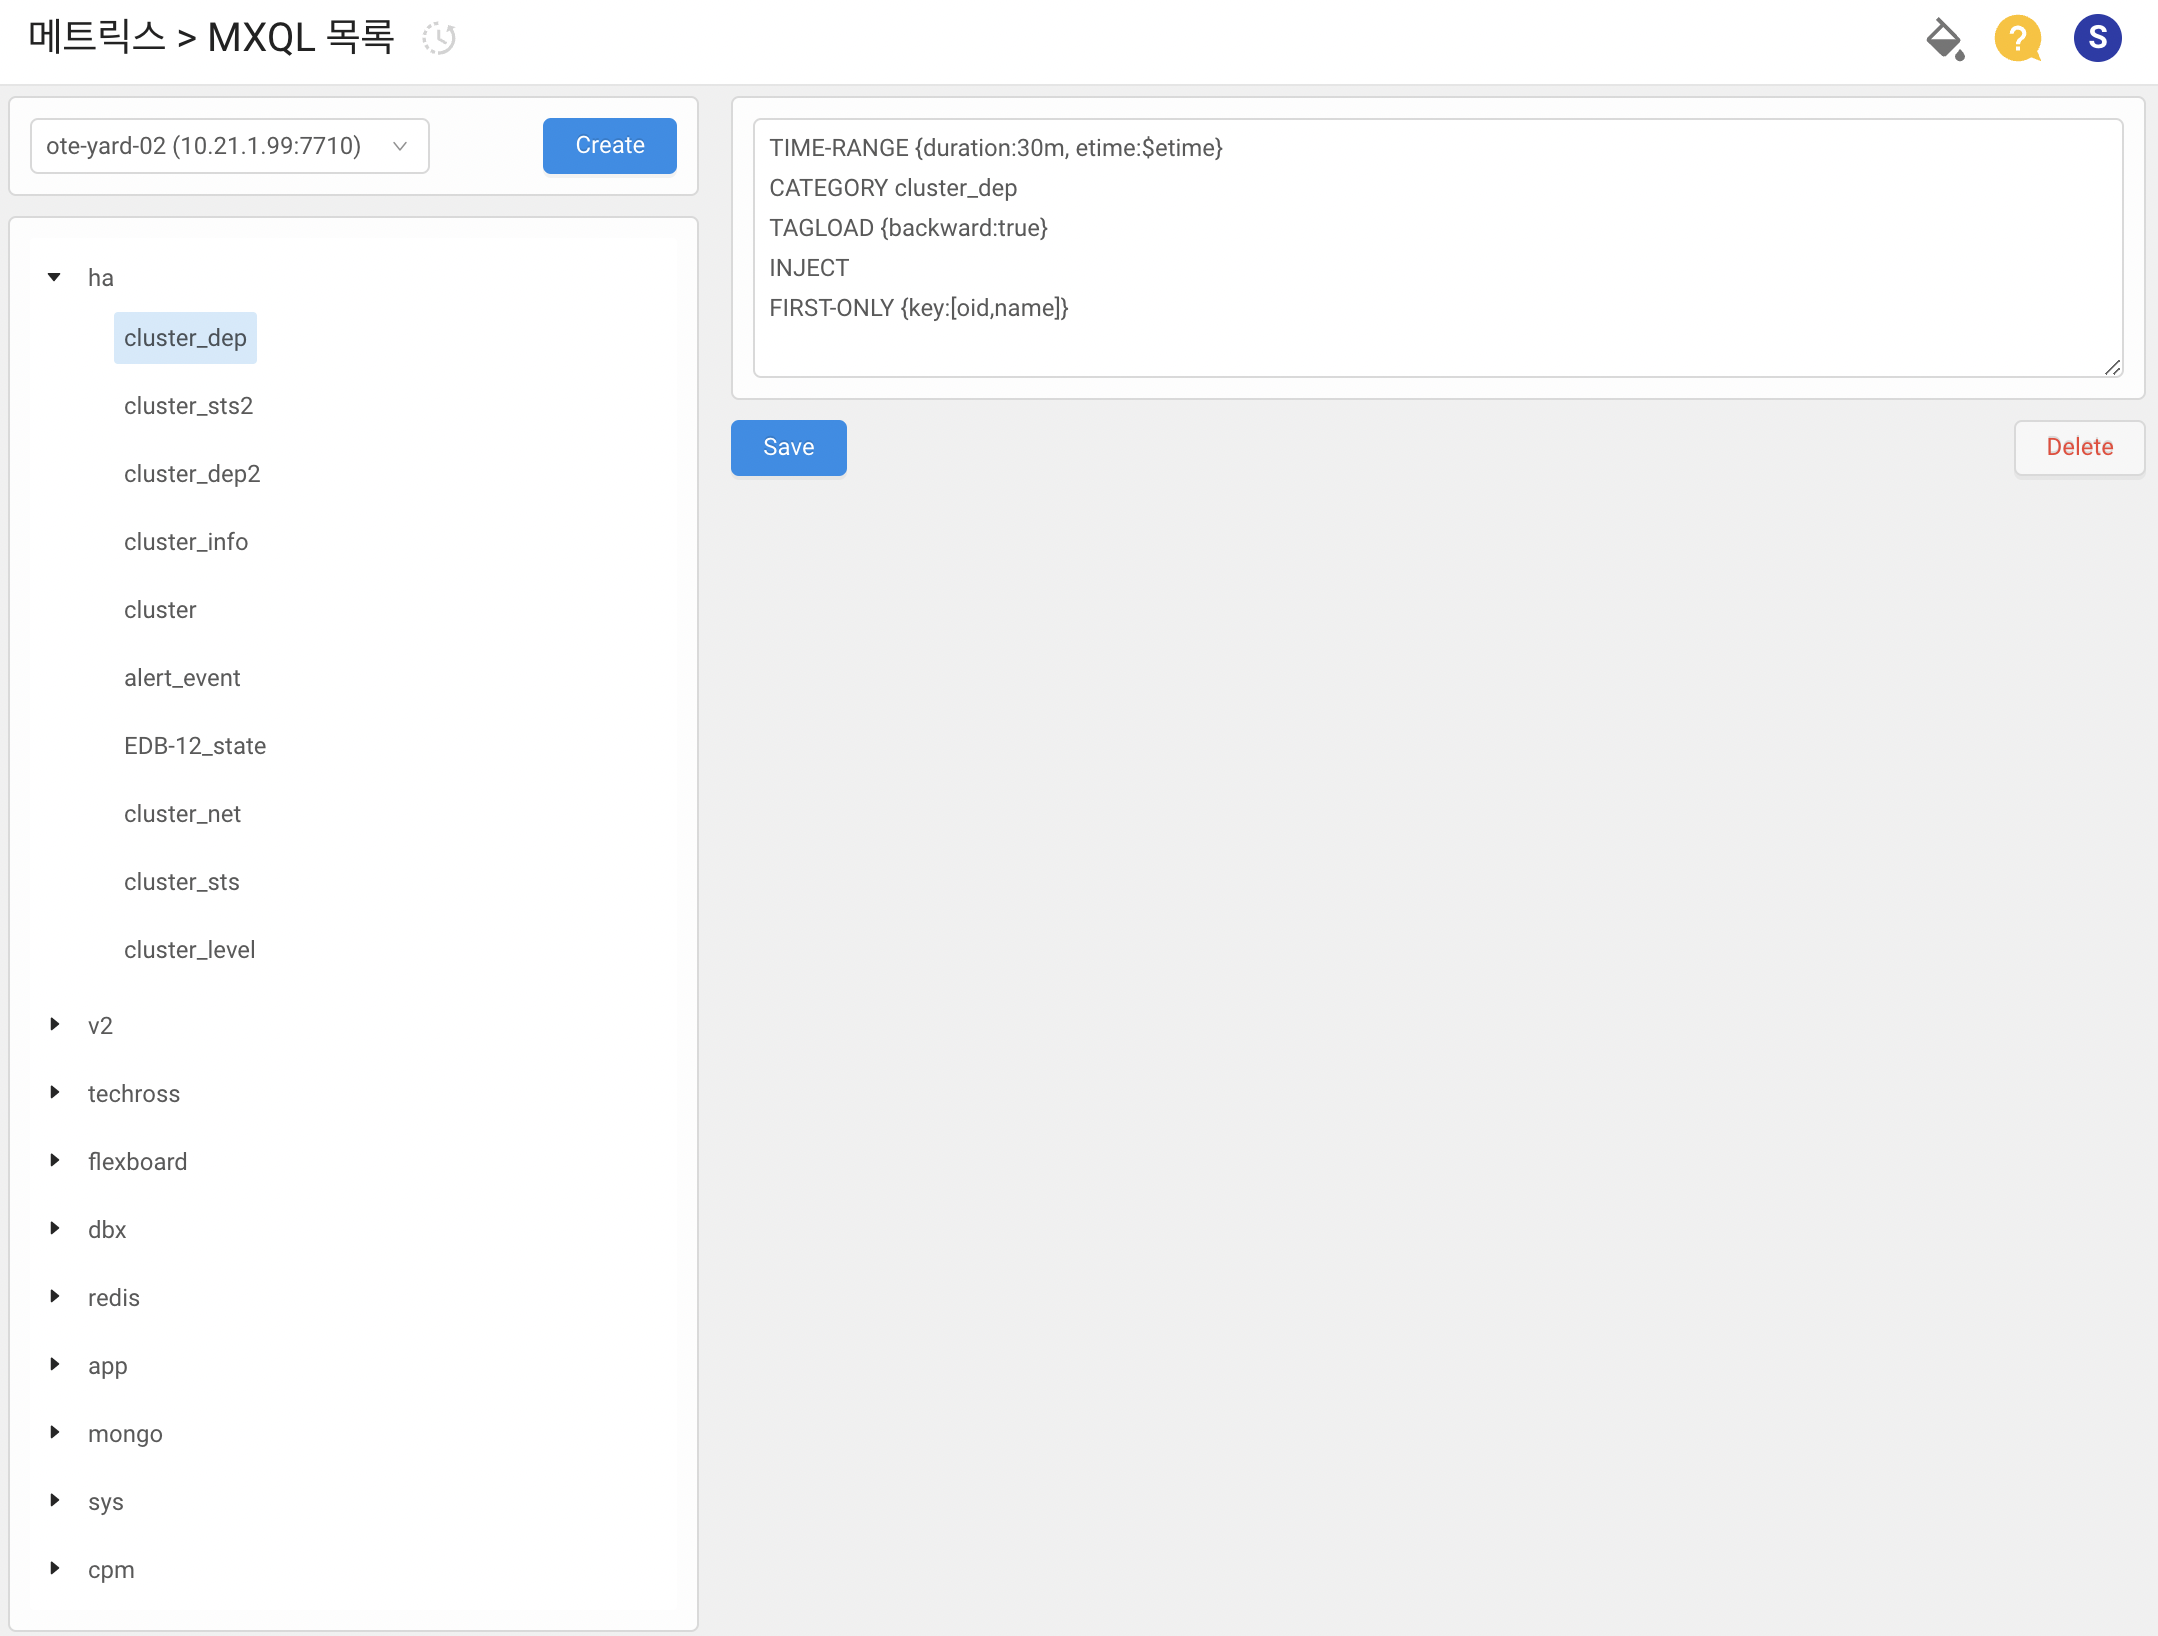 메트릭스 > MXQL 목록
?
S
ote-yard-02 (10.21.1.99:7710)
Create
ha
cluster_dep
cluster_sts2
cluster_dep2
cluster_info
cluster
alert_event
EDB-12_state
cluster_net
cluster_sts
cluster_level
v2
techross
flexboard
dbx
redis
app
mongo
sys
cpm
TIME-RANGE {duration:30m, etime:$etime}
CATEGORY cluster_dep
TAGLOAD {backward:true}
INJECT
FIRST-ONLY {key:[oid,name]}
Save
Delete